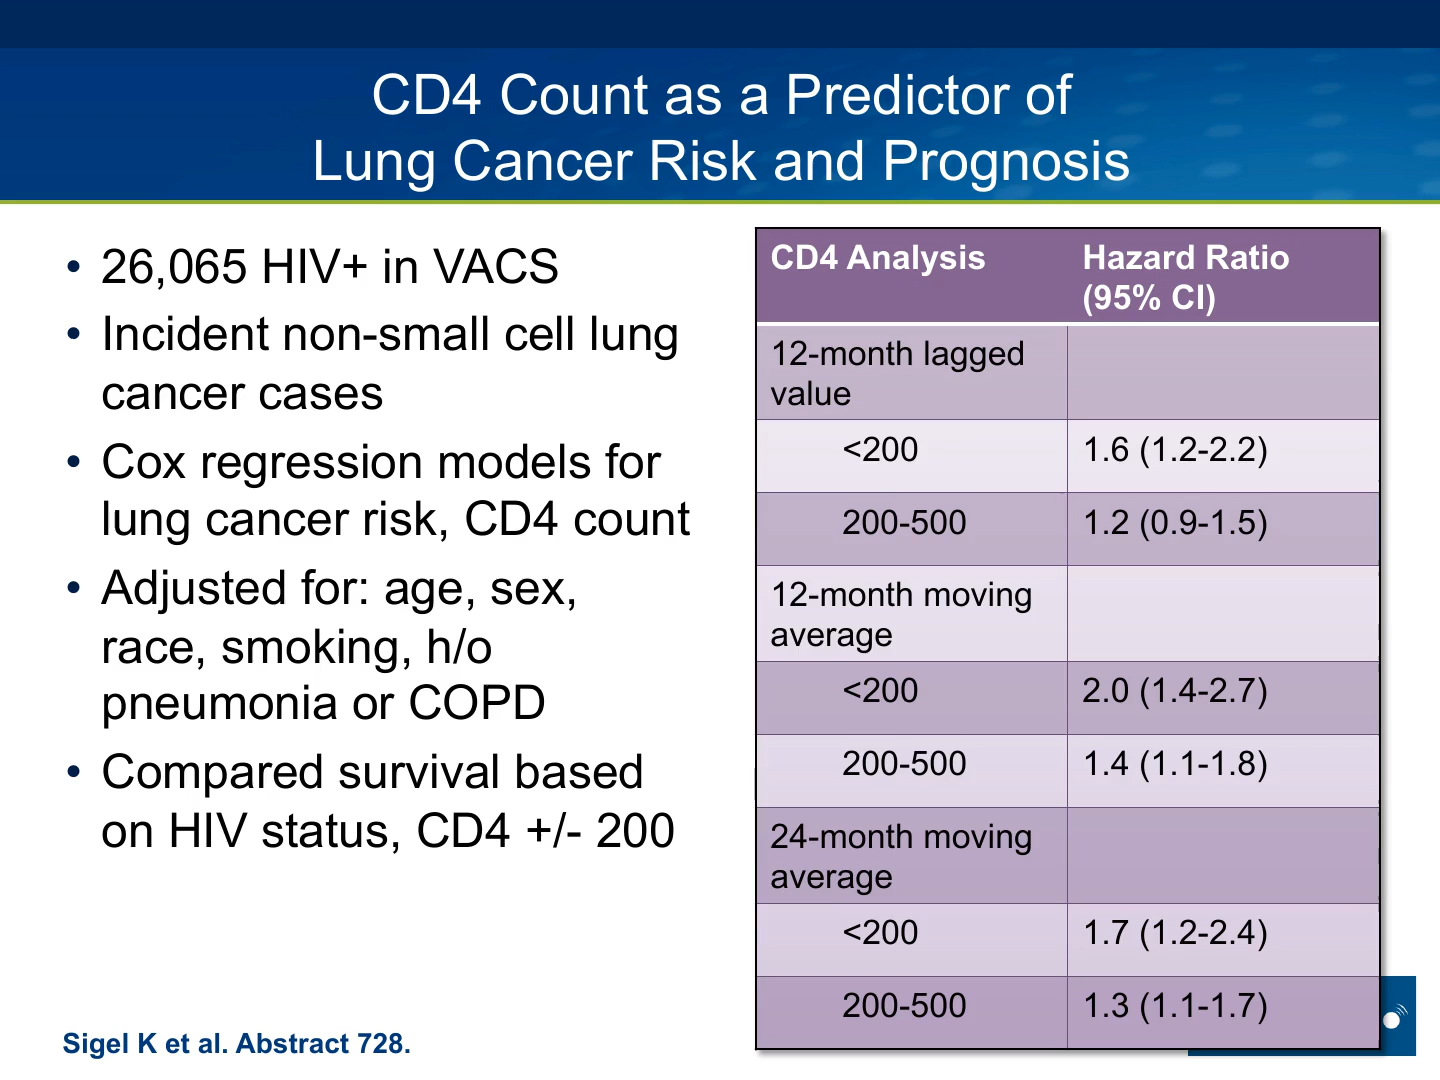 CD4 Count as a Predictor of
Lung Cancer Risk and Prognosis
• 26,065 HIV+ in VACS
• Incident non-small cell lung
cancer cases
• Cox regression models for
lung cancer risk, CD4 count
• Adjusted for: age, sex,
race, smoking, h/o
pneumonia or COPD
• Compared survival based
on HIV status, CD4 +/- 200
CD4 Analysis Hazard Ratio
(95% CI)
12-month lagged
value
<200 1.6 (1.2-2.2)
200-500 1.2 (0.9-1.5)
12-month moving
average
<200 2.0 (1.4-2.7)
200-500 1.4 (1.1-1.8)
24-month moving
average
<200 1.7 (1.2-2.4)
200-500 1.3 (1.1-1.7)
Sigel K et al. Abstract 728.